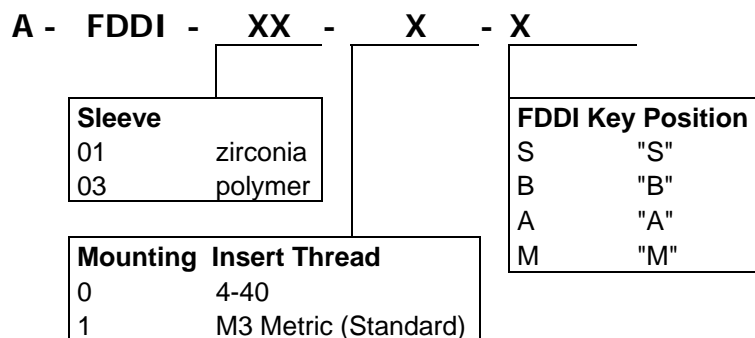 A - FDDI - XX - X - X
Sleeve
01 zirconia
03 polymer
FDDI Key Position
S "S"
B "B"
A "A"
M "M"
Mounting Insert Thread
0 4-40
1 M3 Metric (Standard)